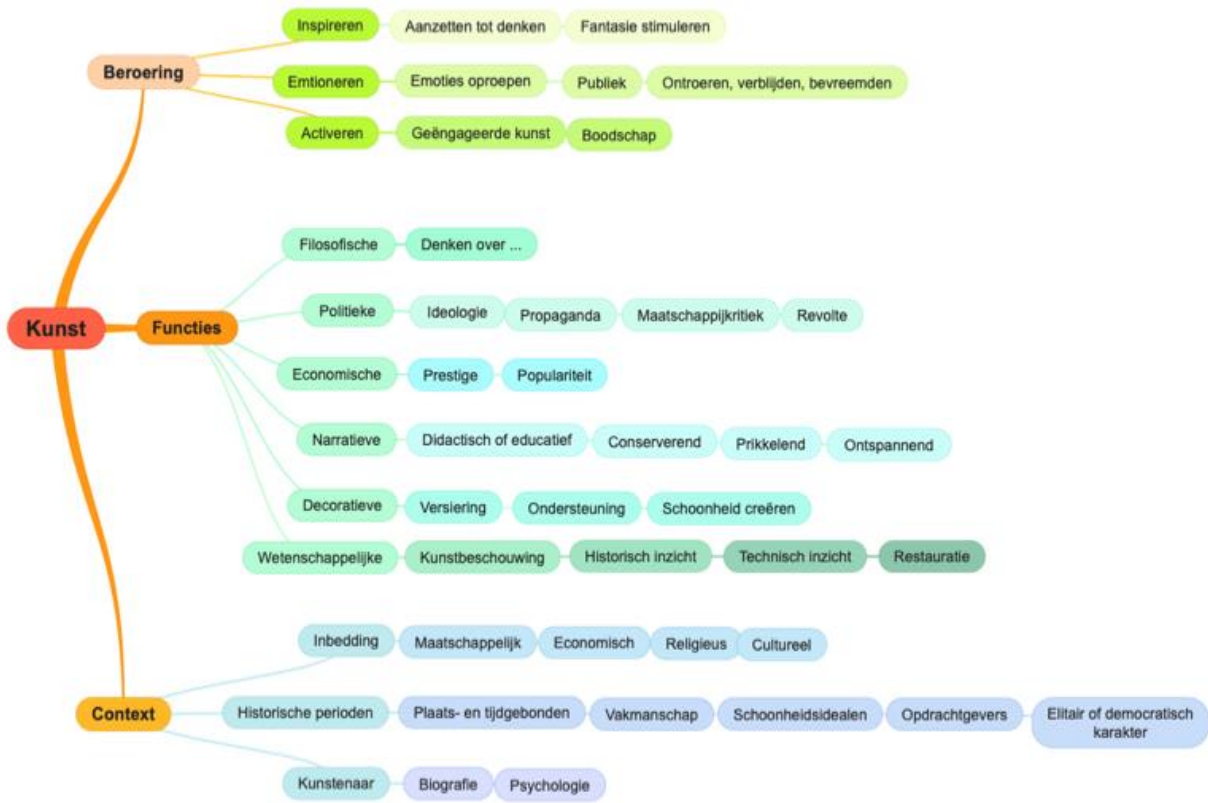 Inspireren
Aanzetten tot denken
Fantasie stimuleren
Beroering
Emtioneren
Emoties oproepen
Publiek
Ontroeren, verblijden, bevreemden
Activeren
Geëngageerde kunst
Boodschap
Filosofische
Denken over ...
Kunst
Functies
Politieke
Ideologie
Propaganda
Maatschappijkritiek
Revolte
Economische
Prestige
Populariteit
Narratieve
Didactisch of educatief
Conserverend
Prikkelend
Ontspannend
Decoratieve
Versiering
Ondersteuning
Schoonheid creëren
Wetenschappelijke
Kunstbeschouwing
Historisch inzicht
Technisch inzicht
Restauratie
Inbedding
Maatschappelijk
Economisch
Religieus
Cultureel
Context
Historische perioden
Plaats- en tijdgebonden
Vakmanschap
Schoonheidsidealen
Opdrachtgevers
Elitair of democratisch
karakter
Kunstenaar
Biografie
Psychologie